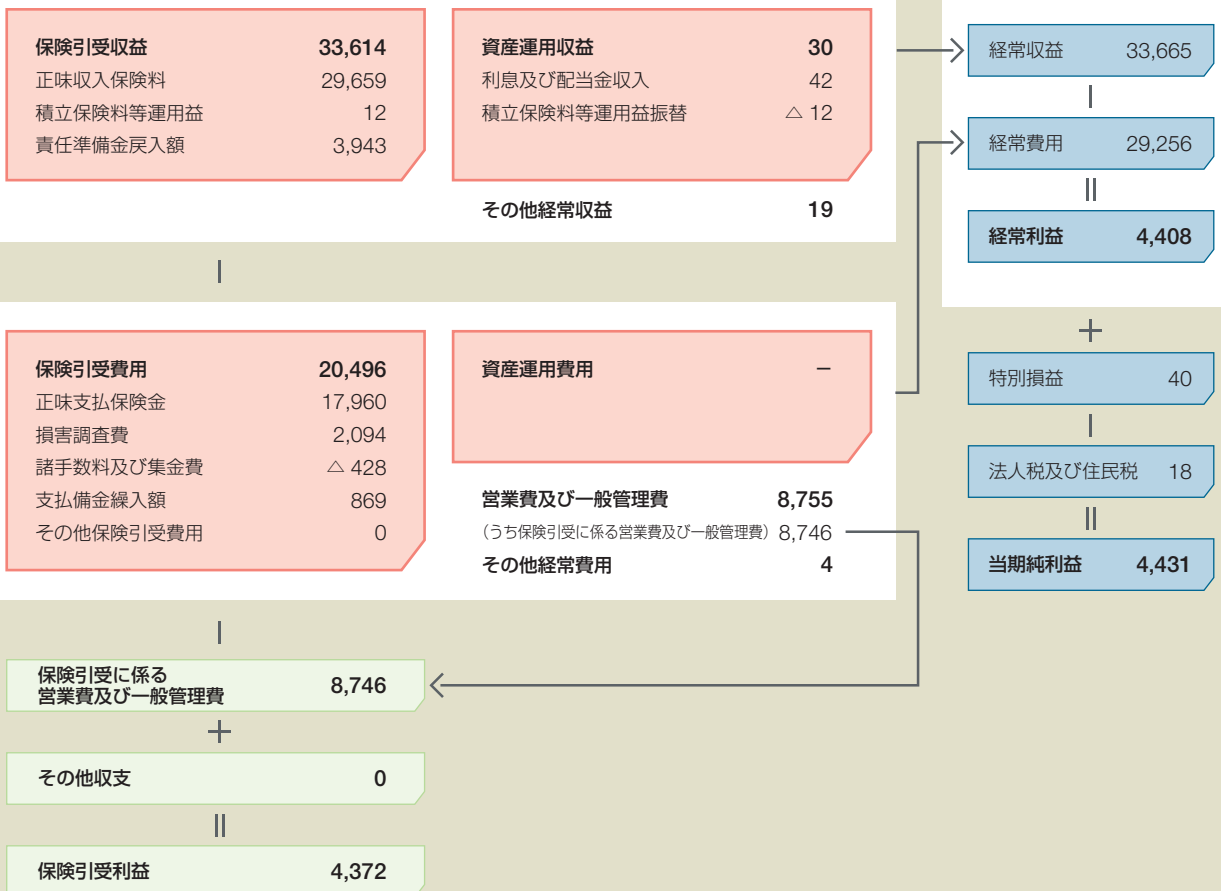 保険引受収益 33,614
正味収入保険料 29,659
積立保険料等運用益 12
責任準備金戻入額 3,943
資産運用収益 30
利息及び配当金収入 42
積立保険料等運用益振替 △ 12
その他経常収益 19
|
保険引受費用 20,496
正味支払保険金 17,960
損害調査費 2,094
諸手数料及び集金費 △ 428
支払備金繰入額 869
その他保険引受費用 0
資産運用費用 －
営業費及び一般管理費 8,755
（うち保険引受に係る営業費及び一般管理費） 8,746
その他経常費用 4
|
保険引受に係る
営業費及び一般管理費 8,746
＋
その他収支 0
||
保険引受利益 4,372
経常収益 33,665
|
経常費用 29,256
||
経常利益 4,408
＋
特別損益 40
|
法人税及び住民税 18
||
当期純利益 4,431